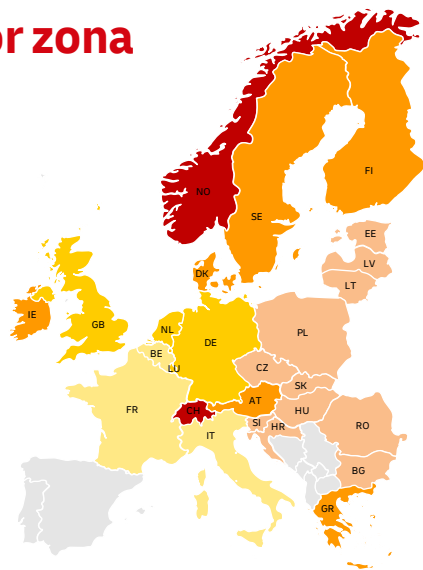 or zona
NO
FI
SE
EE
LV
LT
DK
IE
GB
NL
DE
PL
BE
LU
CZ
SK
AT
HU
FR
CH
SI
HR
RO
IT
BG
GR